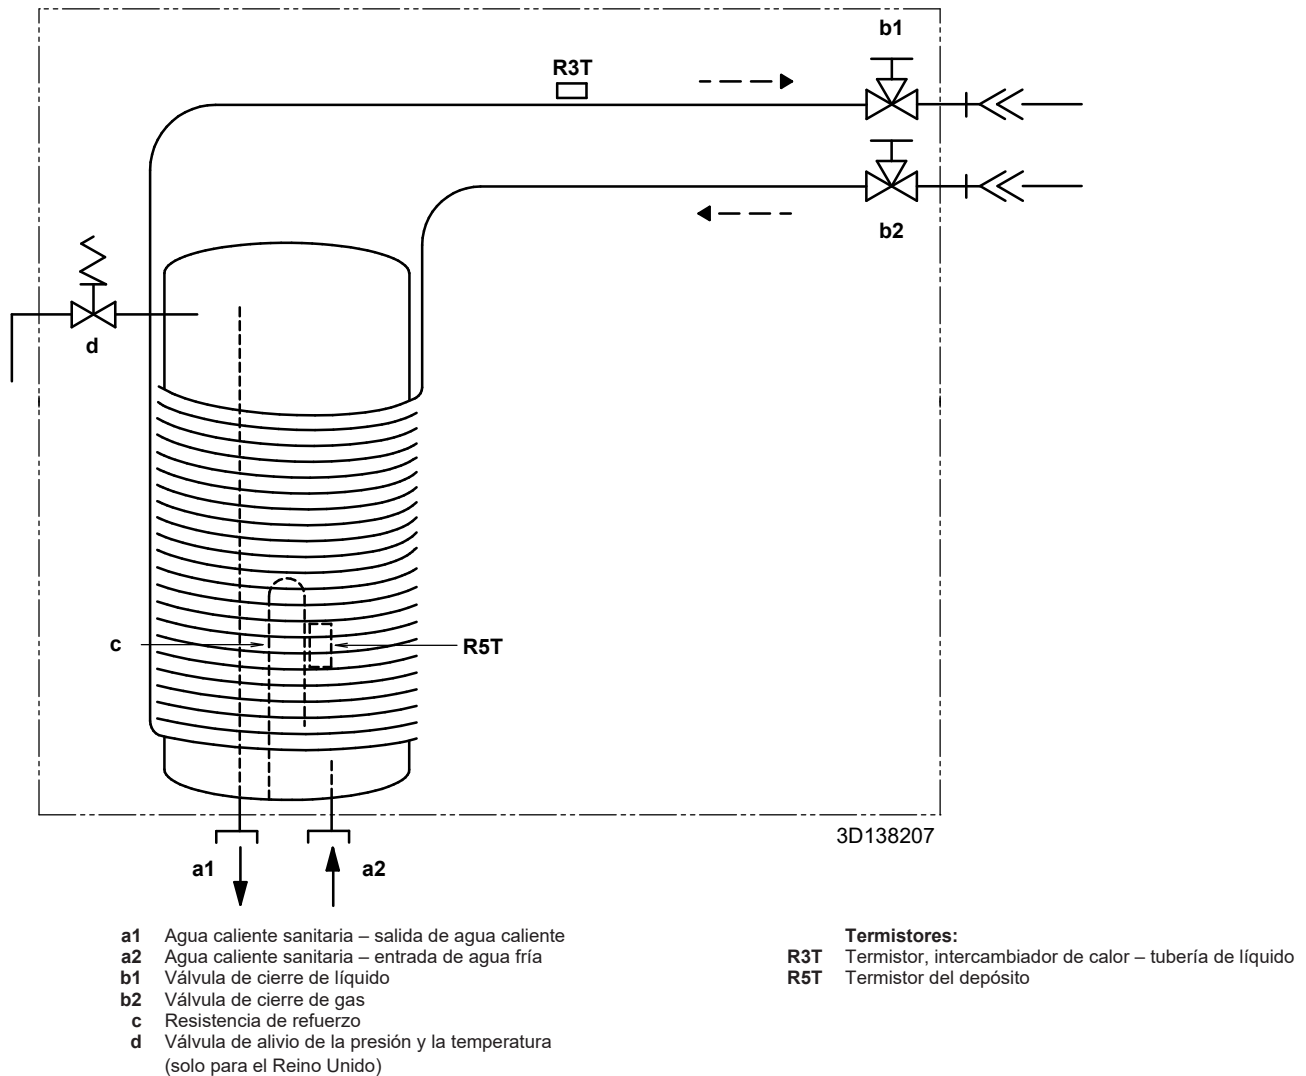 b1
R3T
b2
d
c
R5T
3D138207
a1
a2
a1 Agua caliente sanitaria – salida de agua caliente
a2 Agua caliente sanitaria – entrada de agua fría
b1 Válvula de cierre de líquido
b2 Válvula de cierre de gas
c Resistencia de refuerzo
d Válvula de alivio de la presión y la temperatura
(solo para el Reino Unido)
Termistores:
R3T Termistor, intercambiador de calor – tubería de líquido
R5T Termistor del depósito